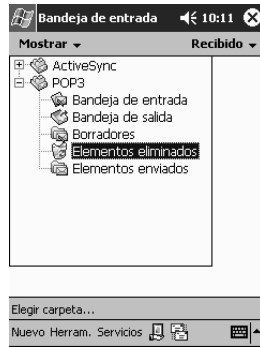 Bandeja de entrada 10:11
Mostrar Recibido
ActiveSync
POP3
Bandeja de entrada
Bandeja de salida
Borradores
Elementos eliminados
Elementos enviados
Elegir carpeta...
Nuevo Herram. Servicios